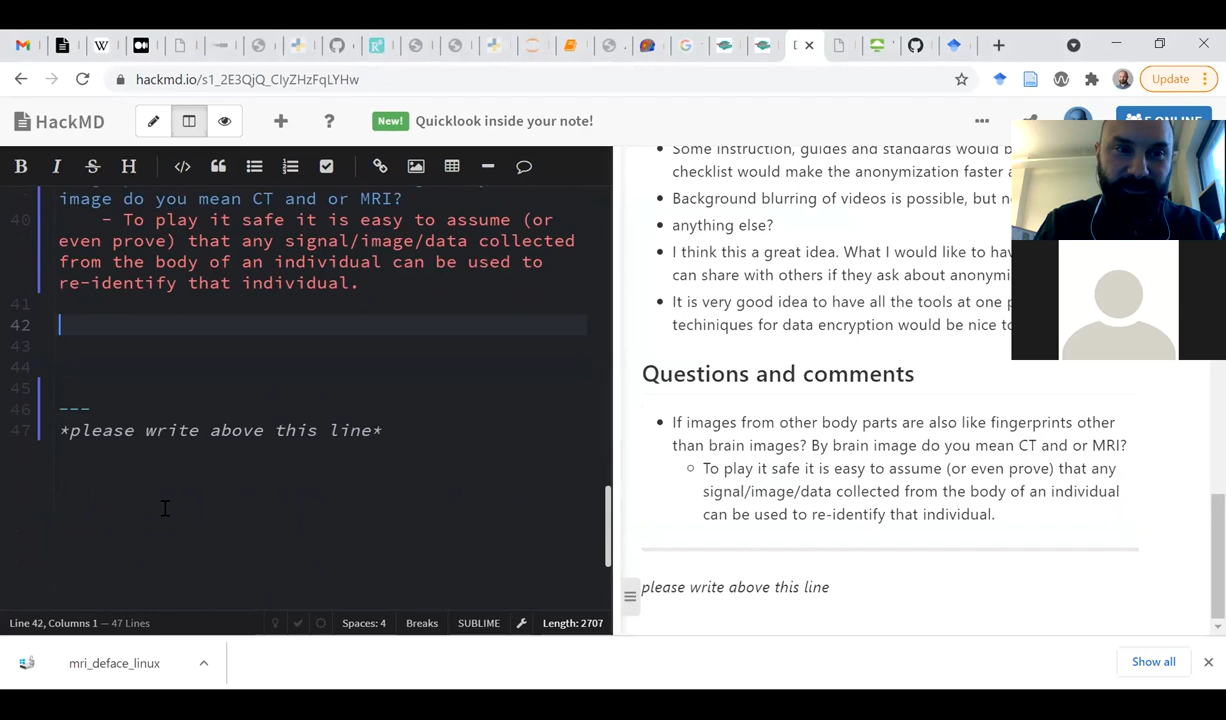 hackmd.io/s1_2E3QjQ_CIyZHzFqLYHw
Update
HackMD
New!
Quicklook inside your note!
B I S H
image do you mean CT and or MRI?
40
- To play it safe it is easy to assume (or
even prove) that any signal/image/data collected
from the body of an individual can be used to
re-identify that individual.
41
42
43
44
45
46
---
47
*please write above this line*
Line 42, Columns 1 — 47 Lines
Spaces: 4
Breaks
SUBLIME
Length: 2707
Some instruction, guides and standards would b
checklist would make the anonymization faster a
Background blurring of videos is possible, but n
anything else?
I think this a great idea. What I would like to ha
can share with others if they ask about anonymi
It is very good idea to have all the tools at one p
techiniques for data encryption would be nice to
Questions and comments
If images from other body parts are also like fingerprints other
than brain images? By brain image do you mean CT and or MRI?
To play it safe it is easy to assume (or even prove) that any
signal/image/data collected from the body of an individual
can be used to re-identify that individual.
please write above this line
mri_deface_linux
Show all